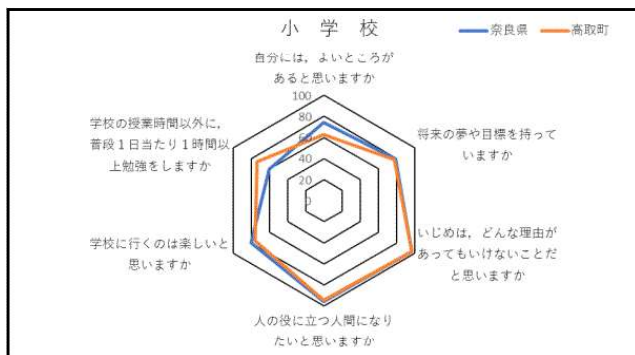 小 学 校
奈良県
高取町
自分には，よいところが
あると思いますか
100
80
60
40
20
0
将来の夢や目標を持って
いますか
いじめは，どんな理由が
あってもいけないことだ
と思いますか
人の役に立つ人間になり
たいと思いますか
学校に行くのは楽しいと
思いますか
学校の授業時間以外に，
普段１日当たり１時間以
上勉強をしますか